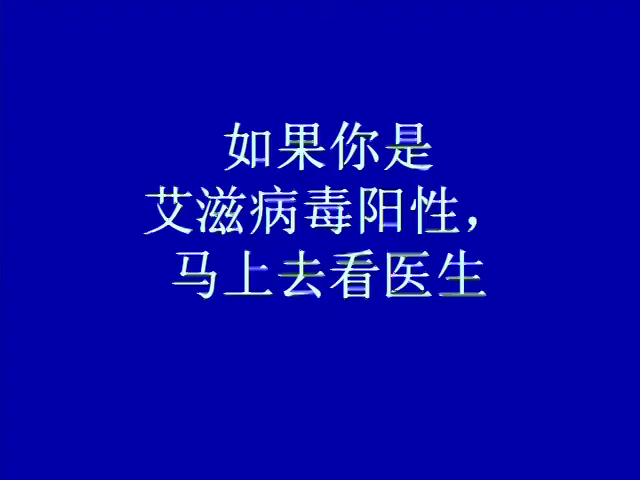 如果你是
艾滋病毒阳性，
马上去看医生